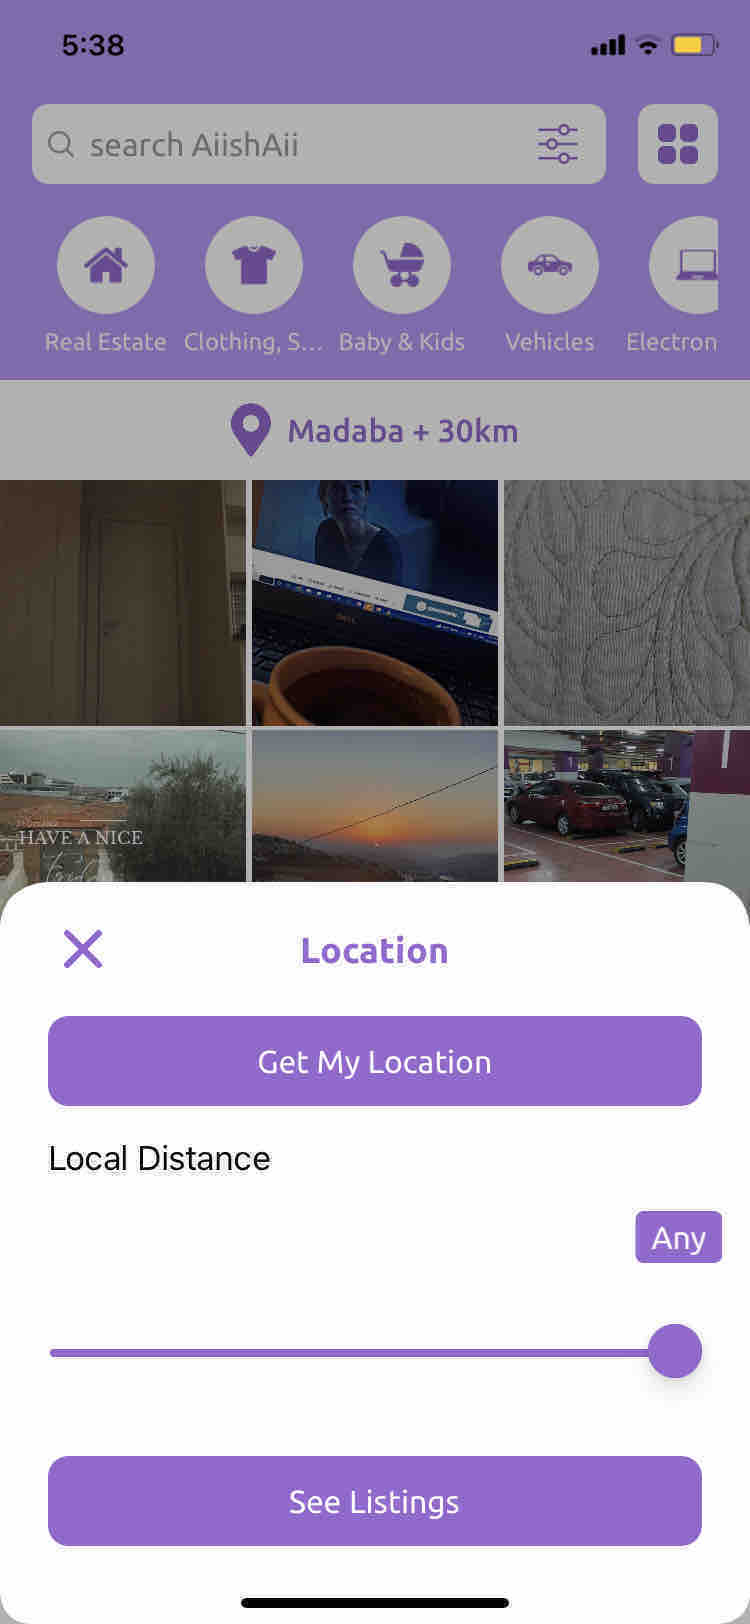 5:38
search AiishAii
Real Estate
Clothing, S...
Baby & Kids
Vehicles
Electron
Madaba + 30km
DELL
HAVE A NICE
Location
Get My Location
Local Distance
Any
See Listings